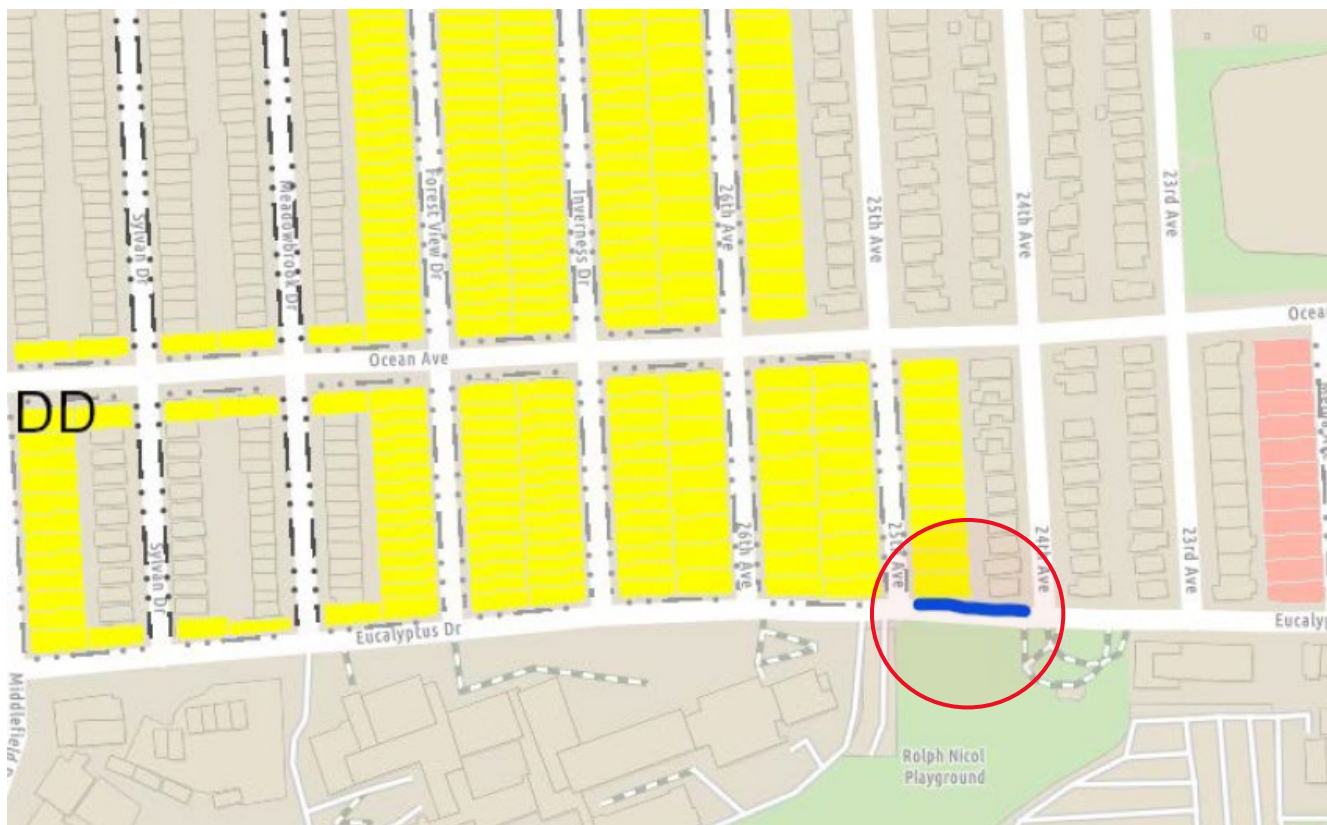 Sylvan Dr
Meadowbrook Dr
Forest View Dr
Inverness Dr
26th Ave
25th Ave
24th Ave
23rd Ave
Ocean Ave
Ocea
DD
Sylvan Dr
26th Ave
25th Ave
24th Ave
23rd Ave
Eucalyptus Dr
Eucalyp
Middlefield
Rolph Nicol
Playground